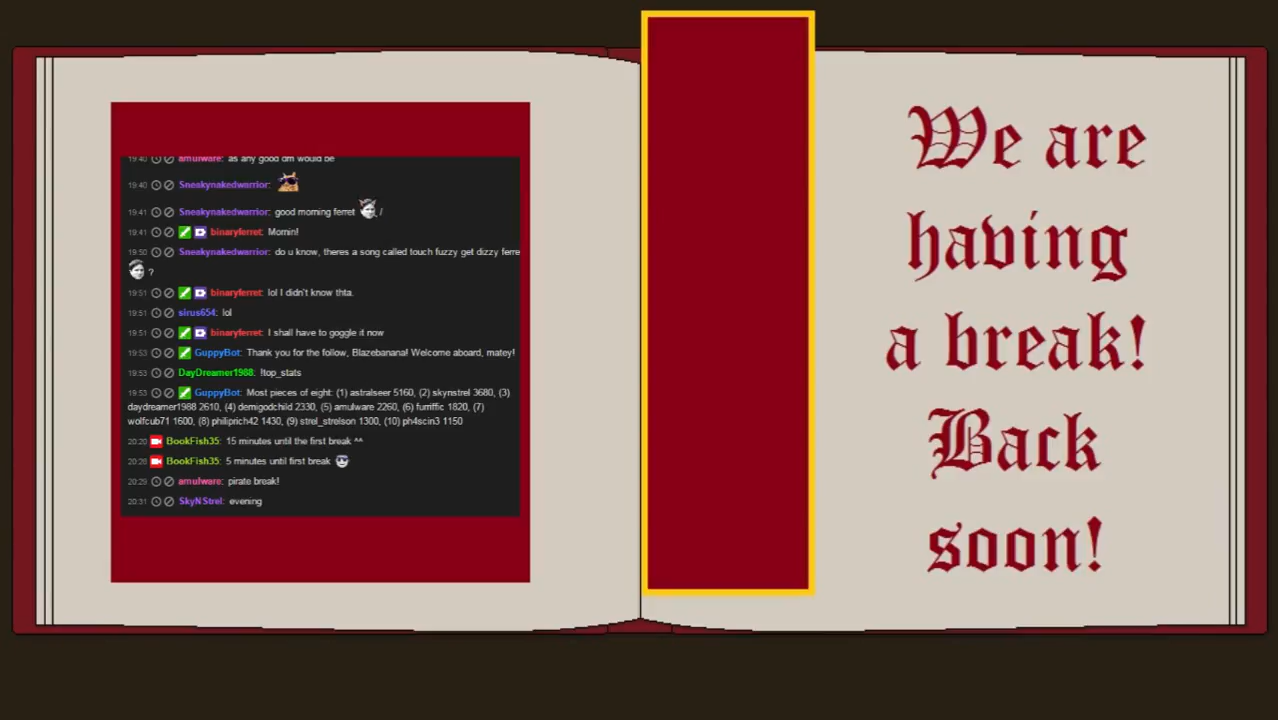 19:40 amulware: as any good dm would be
19:40 Sneakynakedwarrior:
19:41 Sneakynakedwarrior: good morning ferret /
19:41 binaryferret: Mornin!
19:50 Sneakynakedwarrior: do u know, theres a song called touch fuzzy get dizzy ferre
?
19:51 binaryferret: lol I didn't know thta.
19:51 sirus654: lol
19:51 binaryferret: I shall have to goggle it now
19:53 GuppyBot: Thank you for the follow, Blazebanana! Welcome aboard, matey!
19:53 DayDreamer1988: !top_stats
19:53 GuppyBot: Most pieces of eight: (1) astralseer 5160, (2) skynstrel 3680, (3)
daydreamer1988 2610, (4) demigodchild 2330, (5) amulware 2260, (6) furriffic 1820, (7)
wolfcub71 1600, (8) philiprich42 1430, (9) strel_strelson 1300, (10) ph4scin3 1150
20:20 BookFish35: 15 minutes until the first break ^^
20:28 BookFish35: 5 minutes until first break
20:29 amulware: pirate break!
20:31 SkyNStrel: evening
We are
having
a break!
Back
soon!